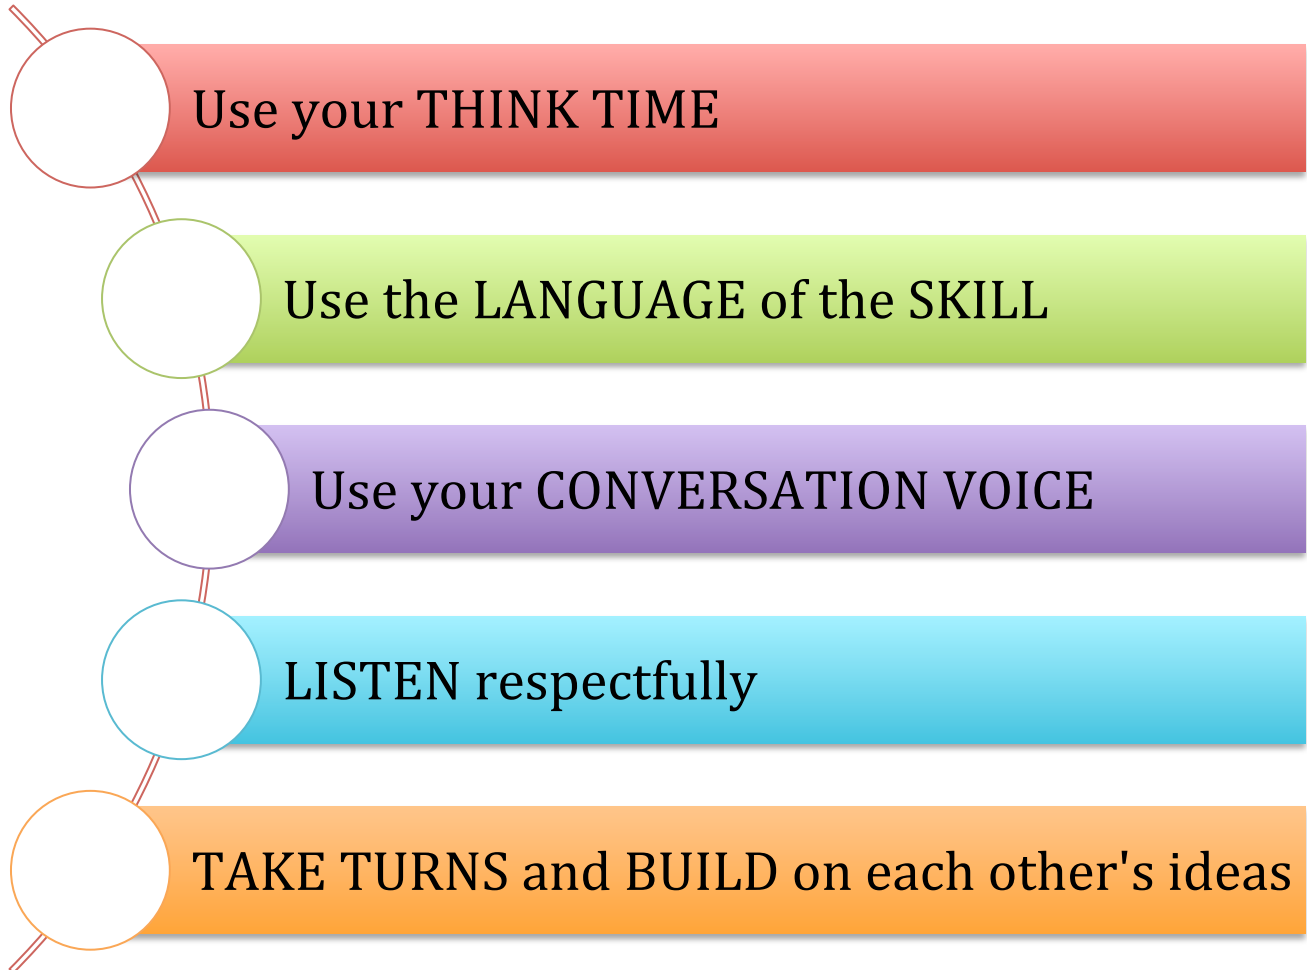 Use your THINK TIME
Use the LANGUAGE of the SKILL
Use your CONVERSATION VOICE
LISTEN respectfully
TAKE TURNS and BUILD on each other's ideas